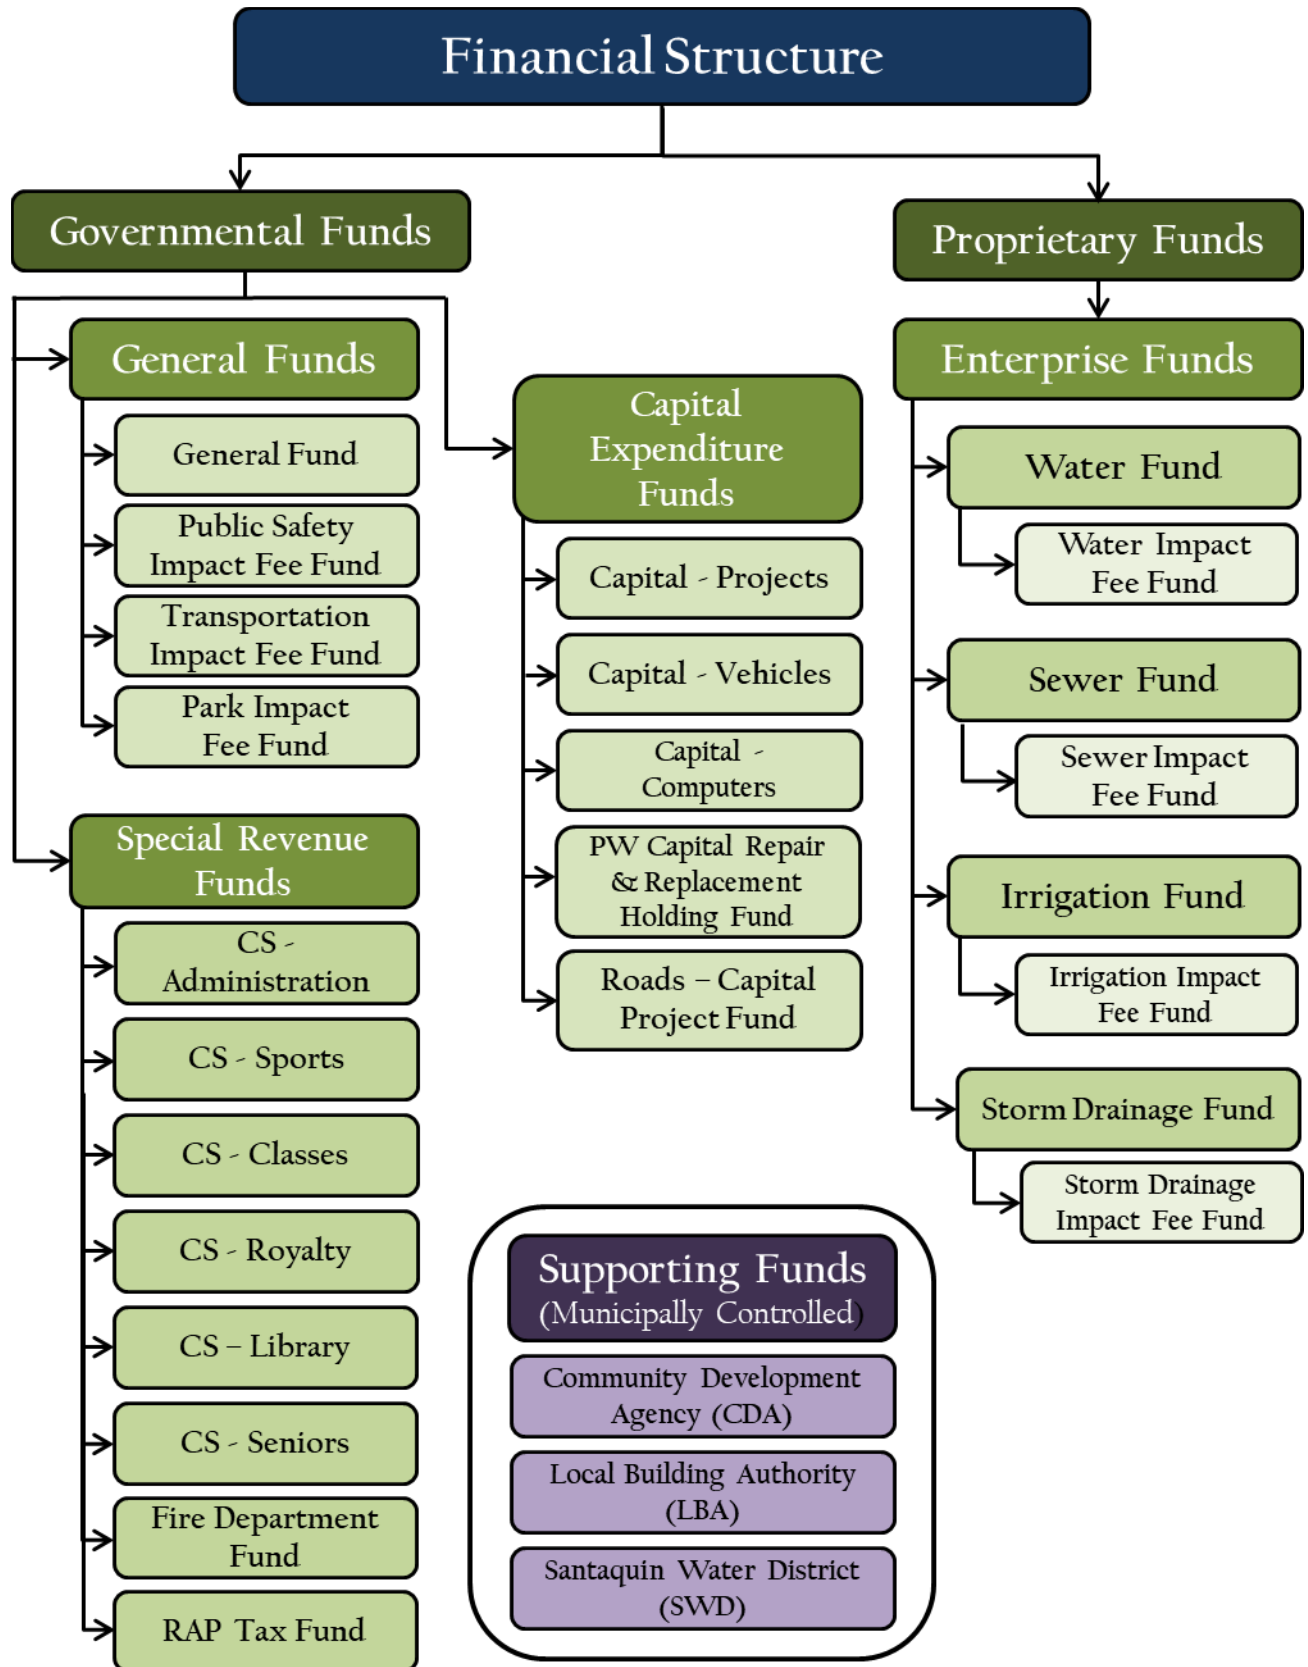 Financial Structure
Governmental Funds
General Funds
General Fund
Public Safety
Impact Fee Fund
Transportation
Impact Fee Fund
Park Impact
Fee Fund
Special Revenue
Funds
CS -
Administration
CS - Sports
CS - Classes
CS - Royalty
CS – Library
CS - Seniors
Fire Department
Fund
RAP Tax Fund
Capital
Expenditure
Funds
Capital - Projects
Capital - Vehicles
Capital -
Computers
PW Capital Repair
& Replacement
Holding Fund
Roads – Capital
Project Fund
Proprietary Funds
Enterprise Funds
Water Fund
Water Impact
Fee Fund
Sewer Fund
Sewer Impact
Fee Fund
Irrigation Fund
Irrigation Impact
Fee Fund
Storm Drainage Fund
Storm Drainage
Impact Fee Fund
Supporting Funds
(Municipally Controlled)
Community Development
Agency (CDA)
Local Building Authority
(LBA)
Santaquin Water District
(SWD)